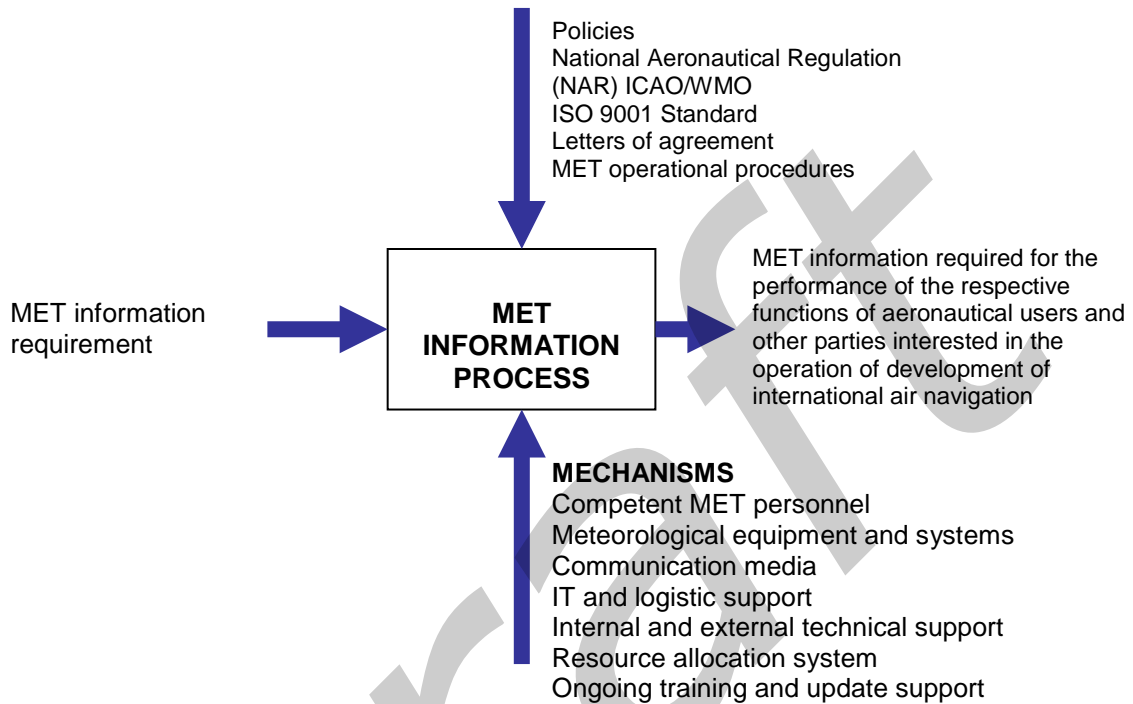 Policies
National Aeronautical Regulation
(NAR) ICAO/WMO
ISO 9001 Standard
Letters of agreement
MET operational procedures
MET information
requirement
MET
INFORMATION
PROCESS
MET information required for the
performance of the respective
functions of aeronautical users and
other parties interested in the
operation of development of
international air navigation
MECHANISMS
Competent MET personnel
Meteorological equipment and systems
Communication media
IT and logistic support
Internal and external technical support
Resource allocation system
Ongoing training and update support
raft